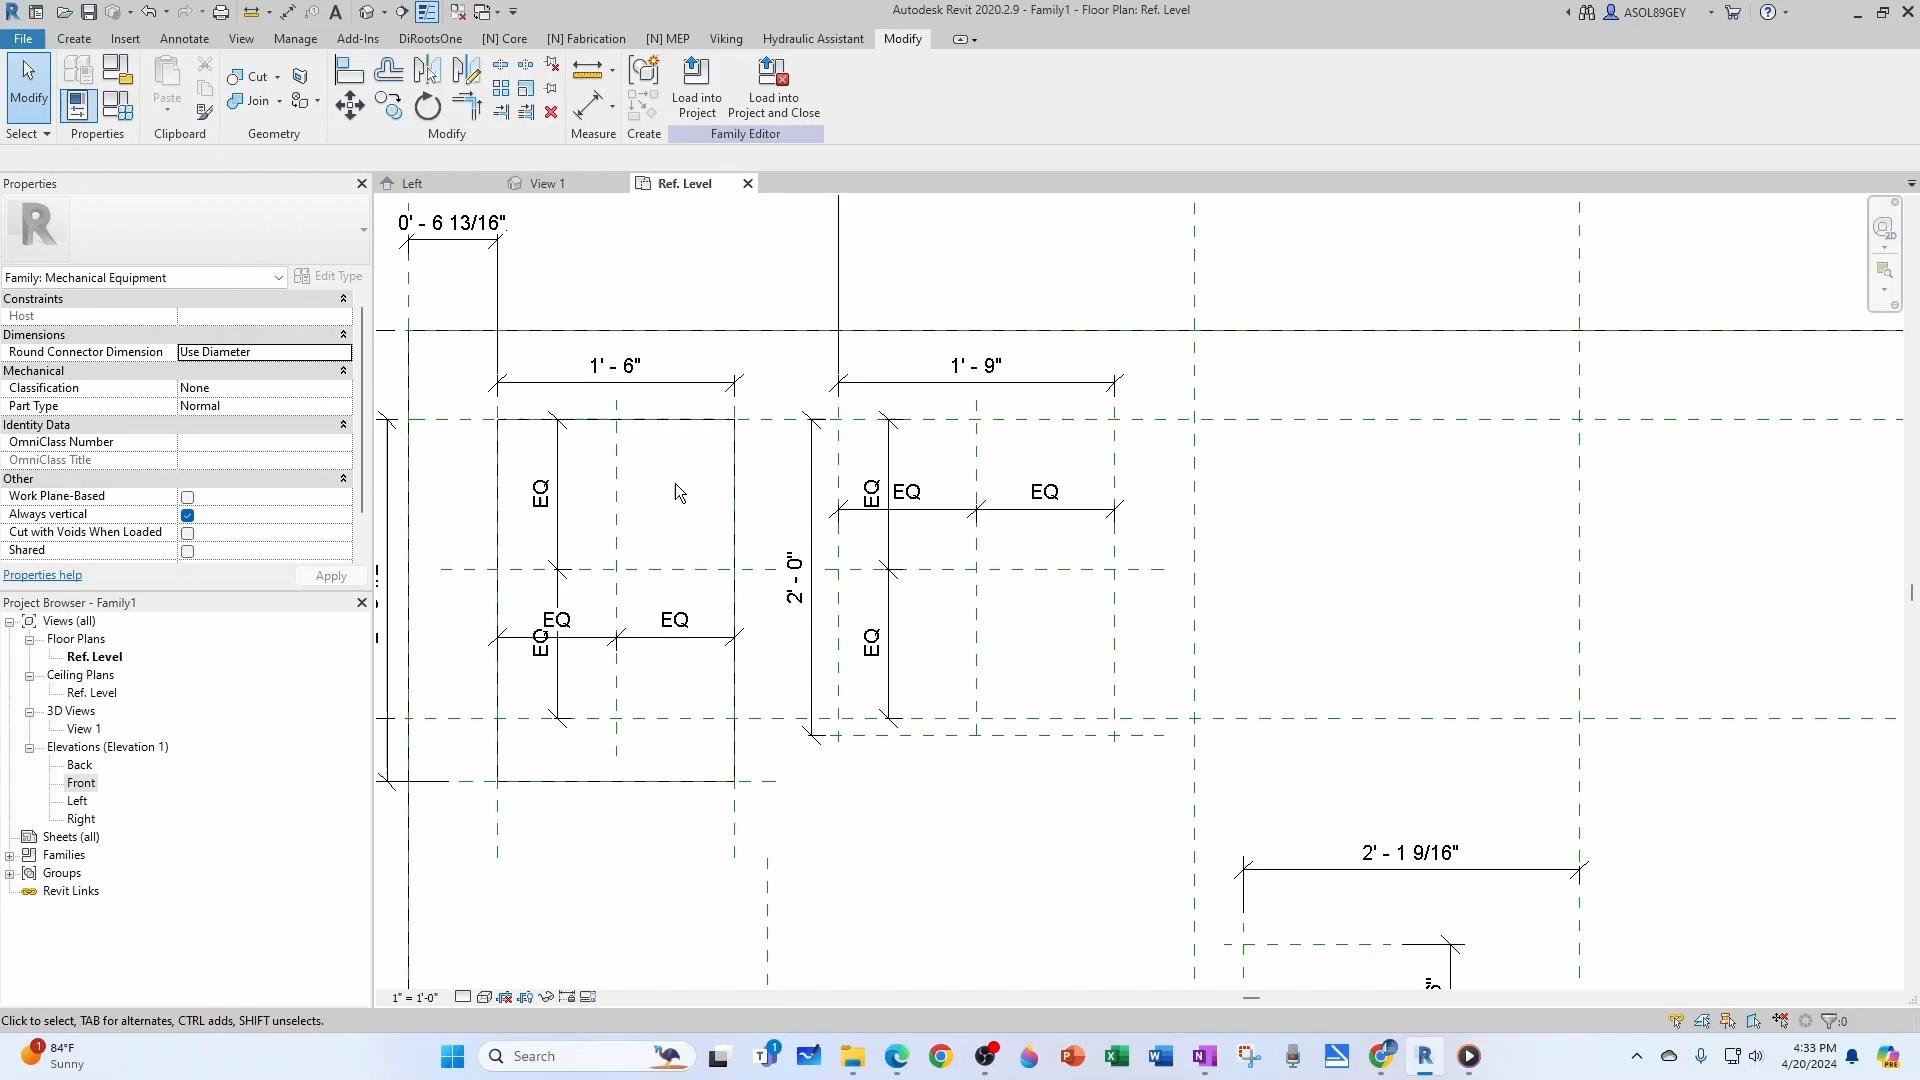 Autodesk Revit 2020.2.9 - Family1 - Floor Plan: Ref. Level
ASOL89GEY
File Create Insert Annotate View Manage Add-Ins DiRootsOne [N] Core [N] Fabrication [N] MEP Viking Hydraulic Assistant Modify
Modify
Paste
Cut
Join
Load into Project
Load into Project and Close
Select Properties Clipboard Geometry Modify Measure Create Family Editor
Properties
R
Family: Mechanical Equipment
Edit Type
Constraints
Host
Dimensions
Round Connector Dimension Use Diameter
Mechanical
Classification None
Part Type Normal
Identity Data
OmniClass Number
OmniClass Title
Other
Work Plane-Based
Always vertical
Cut with Voids When Loaded
Shared
Properties help
Apply
Project Browser - Family1
Views (all)
Floor Plans
Ref. Level
Ceiling Plans
Ref. Level
3D Views
View 1
Elevations (Elevation 1)
Back
Front
Left
Right
Sheets (all)
Families
Groups
Revit Links
Left
View 1
Ref. Level
2D
0' - 6 13/16"
1' - 6"
1' - 9"
EQ
EQ
EQ
EQ
2' - 0"
EQ
EQ
EQ
EQ
2' - 1 9/16"
1" = 1'-0"
Click to select, TAB for alternates, CTRL adds, SHIFT unselects.
:0
1
84°F
Sunny
Search
1
4:33 PM
4/20/2024
PRE